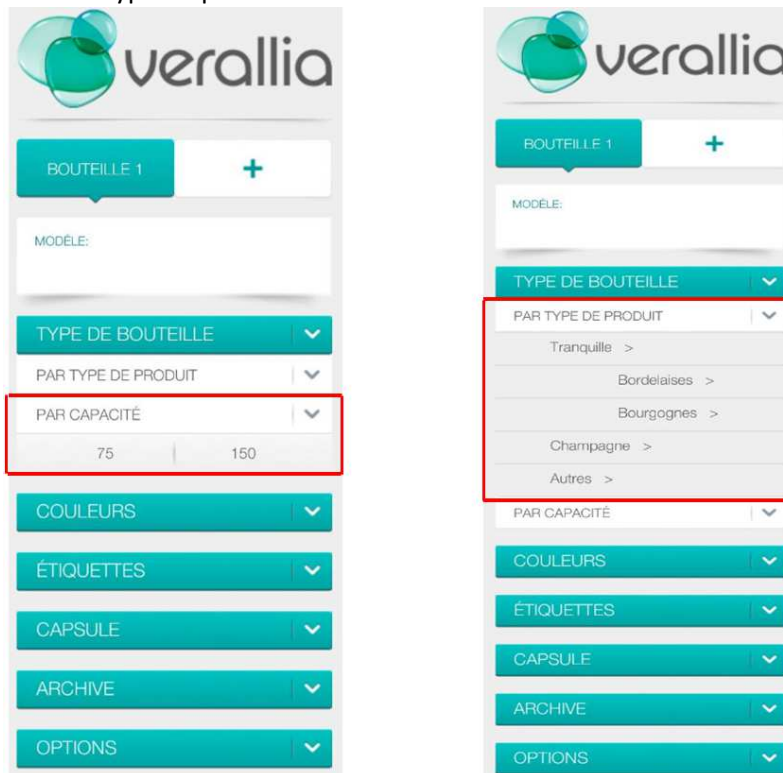 verallia
BOUTEILLE 1 +
MODÈLE:
TYPE DE BOUTEILLE
PAR TYPE DE PRODUIT
PAR CAPACITÉ
75 150
COULEURS
ÉTIQUETTES
CAPSULE
ARCHIVE
OPTIONS
verallia
BOUTEILLE 1 +
MODÈLE:
TYPE DE BOUTEILLE
PAR TYPE DE PRODUIT
Tranquille >
Bordelaises >
Bourgognes >
Champagne >
Autres >
PAR CAPACITÉ
COULEURS
ÉTIQUETTES
CAPSULE
ARCHIVE
OPTIONS